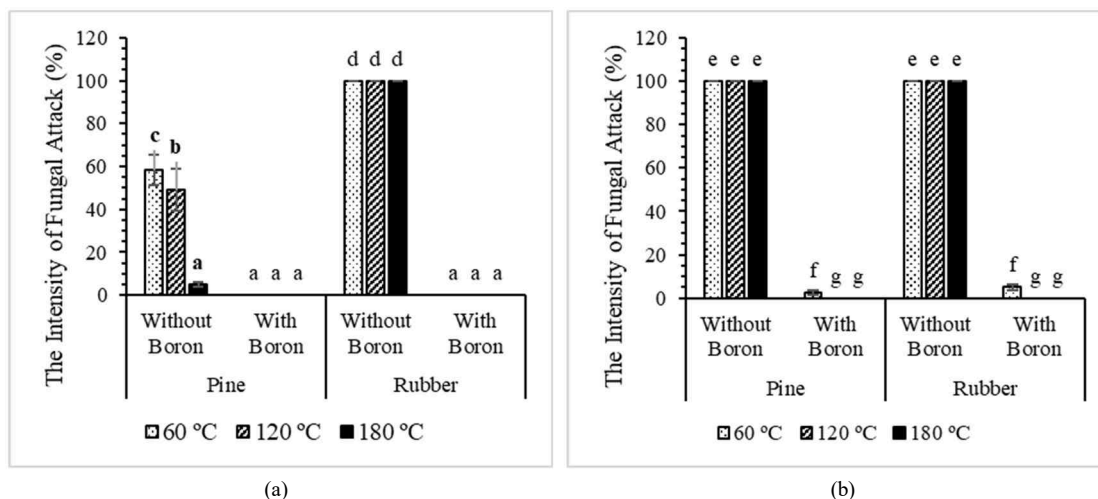 The Intensity of Fungal Attack (%)
120
100
80
60
40
20
0
c
b
a
a a a
d d d
a a a
Without Boron
With Boron
Without Boron
With Boron
Pine
Rubber
60 ºC 120 ºC 180 ºC
(a)
The Intensity of Fungal Attack (%)
120
100
80
60
40
20
0
e e e
f g g
e e e
f g g
Without Boron
With Boron
Without Boron
With Boron
Pine
Rubber
60 ºC 120 ºC 180 ºC
(b)